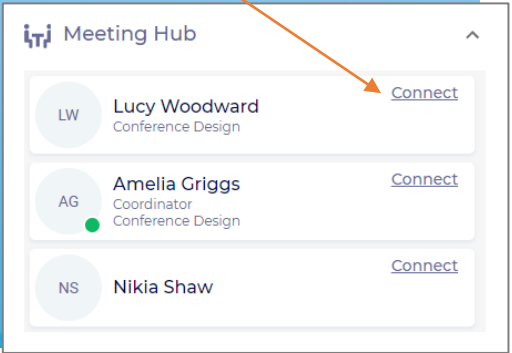 Meeting Hub
Connect
LW
Lucy Woodward
Conference Design
Connect
AG
Amelia Griggs
Coordinator
Conference Design
Connect
NS
Nikia Shaw